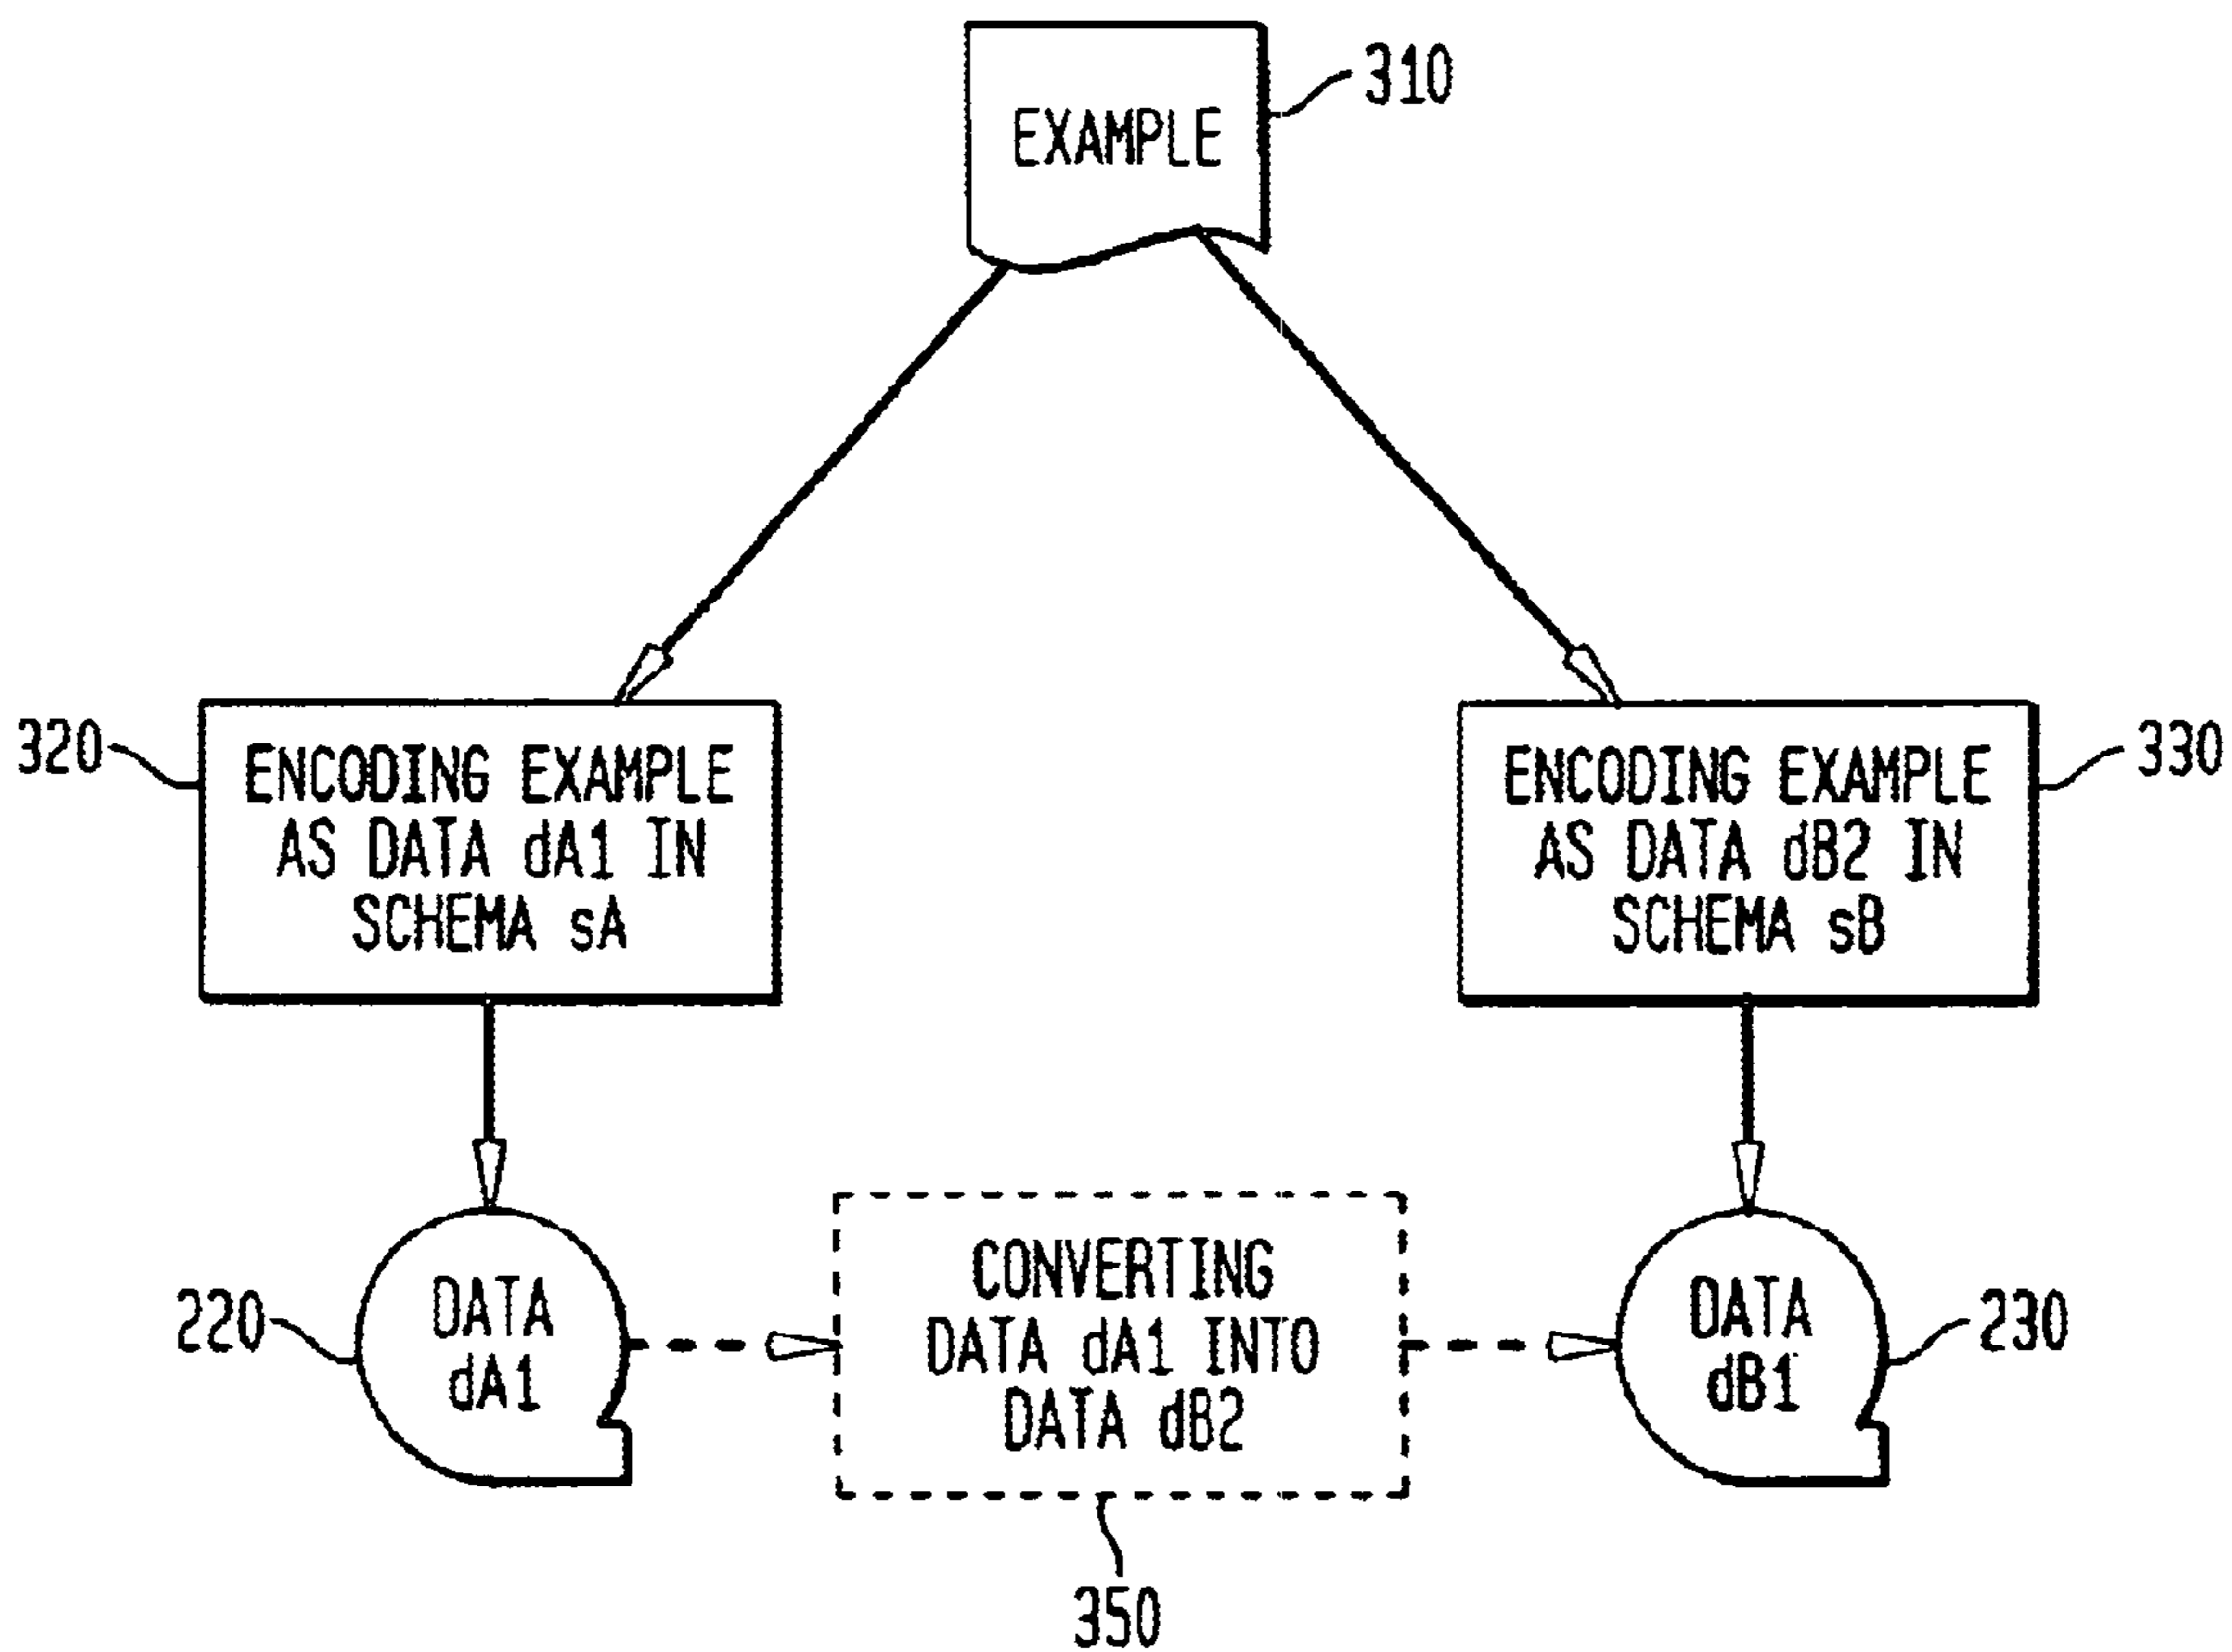 310
EXAMPLE
320
ENCODING EXAMPLE
AS DATA dA1 IN
SCHEMA sA
330
ENCODING EXAMPLE
AS DATA dB2 IN
SCHEMA sB
220
DATA
dA1
CONVERTING
DATA dA1 INTO
DATA dB2
350
DATA
dB1
230